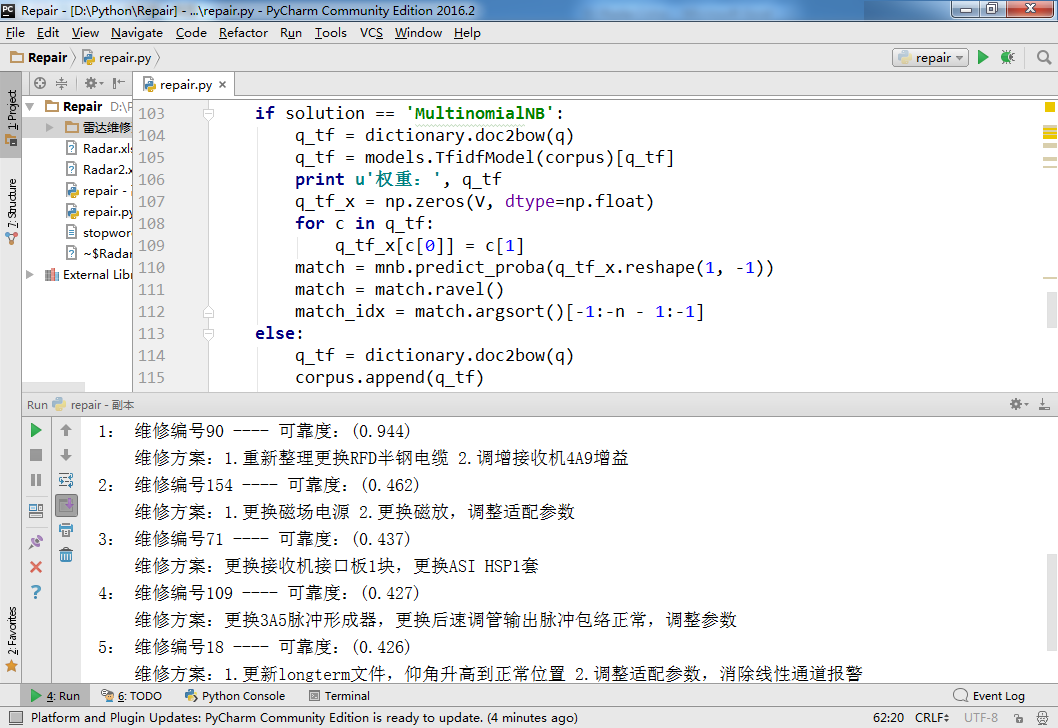 Repair - [D:\Python\Repair] - ...\repair.py - PyCharm Community Edition 2016.2
File Edit View Navigate Code Refactor Run Tools VCS Window Help
Repair repair.py repair
repair.py
1: Project
7: Structure
2: Favorites
Repair D:\P
雷达维修
Radar.xls
Radar2.x
repair -
repair.py
stopwor
~$Radar
External Libr
103 if solution == 'MultinomialNB':
104 q_tf = dictionary.doc2bow(q)
105 q_tf = models.TfidfModel(corpus)[q_tf]
106 print u'权重：', q_tf
107 q_tf_x = np.zeros(V, dtype=np.float)
108 for c in q_tf:
109 q_tf_x[c[0]] = c[1]
110 match = mnb.predict_proba(q_tf_x.reshape(1, -1))
111 match = match.ravel()
112 match_idx = match.argsort()[-1:-n - 1:-1]
113 else:
114 q_tf = dictionary.doc2bow(q)
115 corpus.append(q_tf)
Run repair - 副本
1： 维修编号90 ---- 可靠度：(0.944)
维修方案：1.重新整理更换RFD半钢电缆 2.调增接收机4A9增益
2： 维修编号154 ---- 可靠度：(0.462)
维修方案：1.更换磁场电源 2.更换磁放，调整适配参数
3： 维修编号71 ---- 可靠度：(0.437)
维修方案：更换接收机接口板1块，更换ASI HSP1套
4： 维修编号109 ---- 可靠度：(0.427)
维修方案：更换3A5脉冲形成器，更换后速调管输出脉冲包络正常，调整参数
5： 维修编号18 ---- 可靠度：(0.426)
维修方案：1.更新longterm文件，仰角升高到正常位置 2.调整适配参数，消除线性通道报警
4: Run 6: TODO Python Console Terminal Event Log
Platform and Plugin Updates: PyCharm Community Edition is ready to update. (4 minutes ago) 62:20 CRLF UTF-8